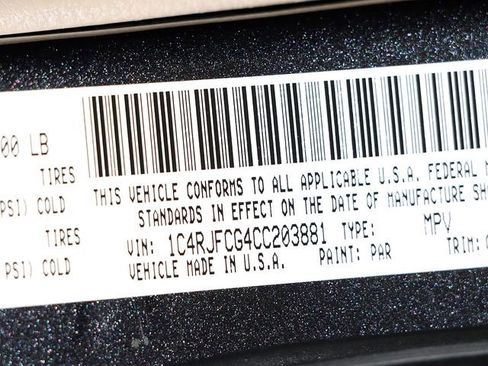 00 LB
TIRES
THIS VEHICLE CONFORMS TO ALL APPLICABLE U.S.A. FEDERAL M
PSI) COLD
STANDARDS IN EFFECT ON THE DATE OF MANUFACTURE SH
TIRES
VIN: 1C4RJFCG4CC203881 TYPE: MPV
PSI) COLD
VEHICLE MADE IN U.S.A. PAINT: PAR TRIM: